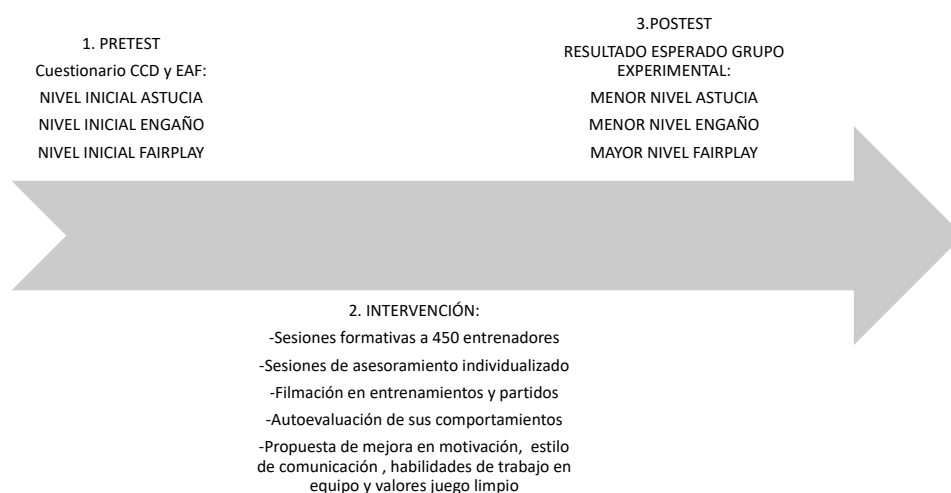 1. PRETEST
Cuestionario CCD y EAF:
NIVEL INICIAL ASTUCIA
NIVEL INICIAL ENGAÑO
NIVEL INICIAL FAIRPLAY
2. INTERVENCIÓN:
-Sesiones formativas a 450 entrenadores
-Sesiones de asesoramiento individualizado
-Filmación en entrenamientos y partidos
-Autoevaluación de sus comportamientos
-Propuesta de mejora en motivación, estilo
de comunicación , habilidades de trabajo en
equipo y valores juego limpio
3.POSTEST
RESULTADO ESPERADO GRUPO
EXPERIMENTAL:
MENOR NIVEL ASTUCIA
MENOR NIVEL ENGAÑO
MAYOR NIVEL FAIRPLAY